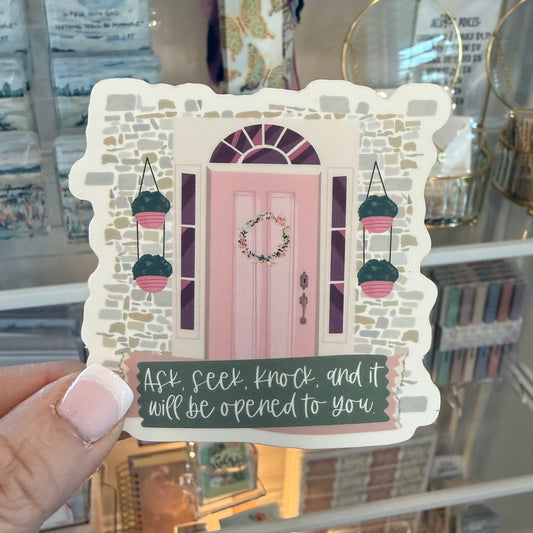 Ask, seek, knock, and it
will be opened to you.